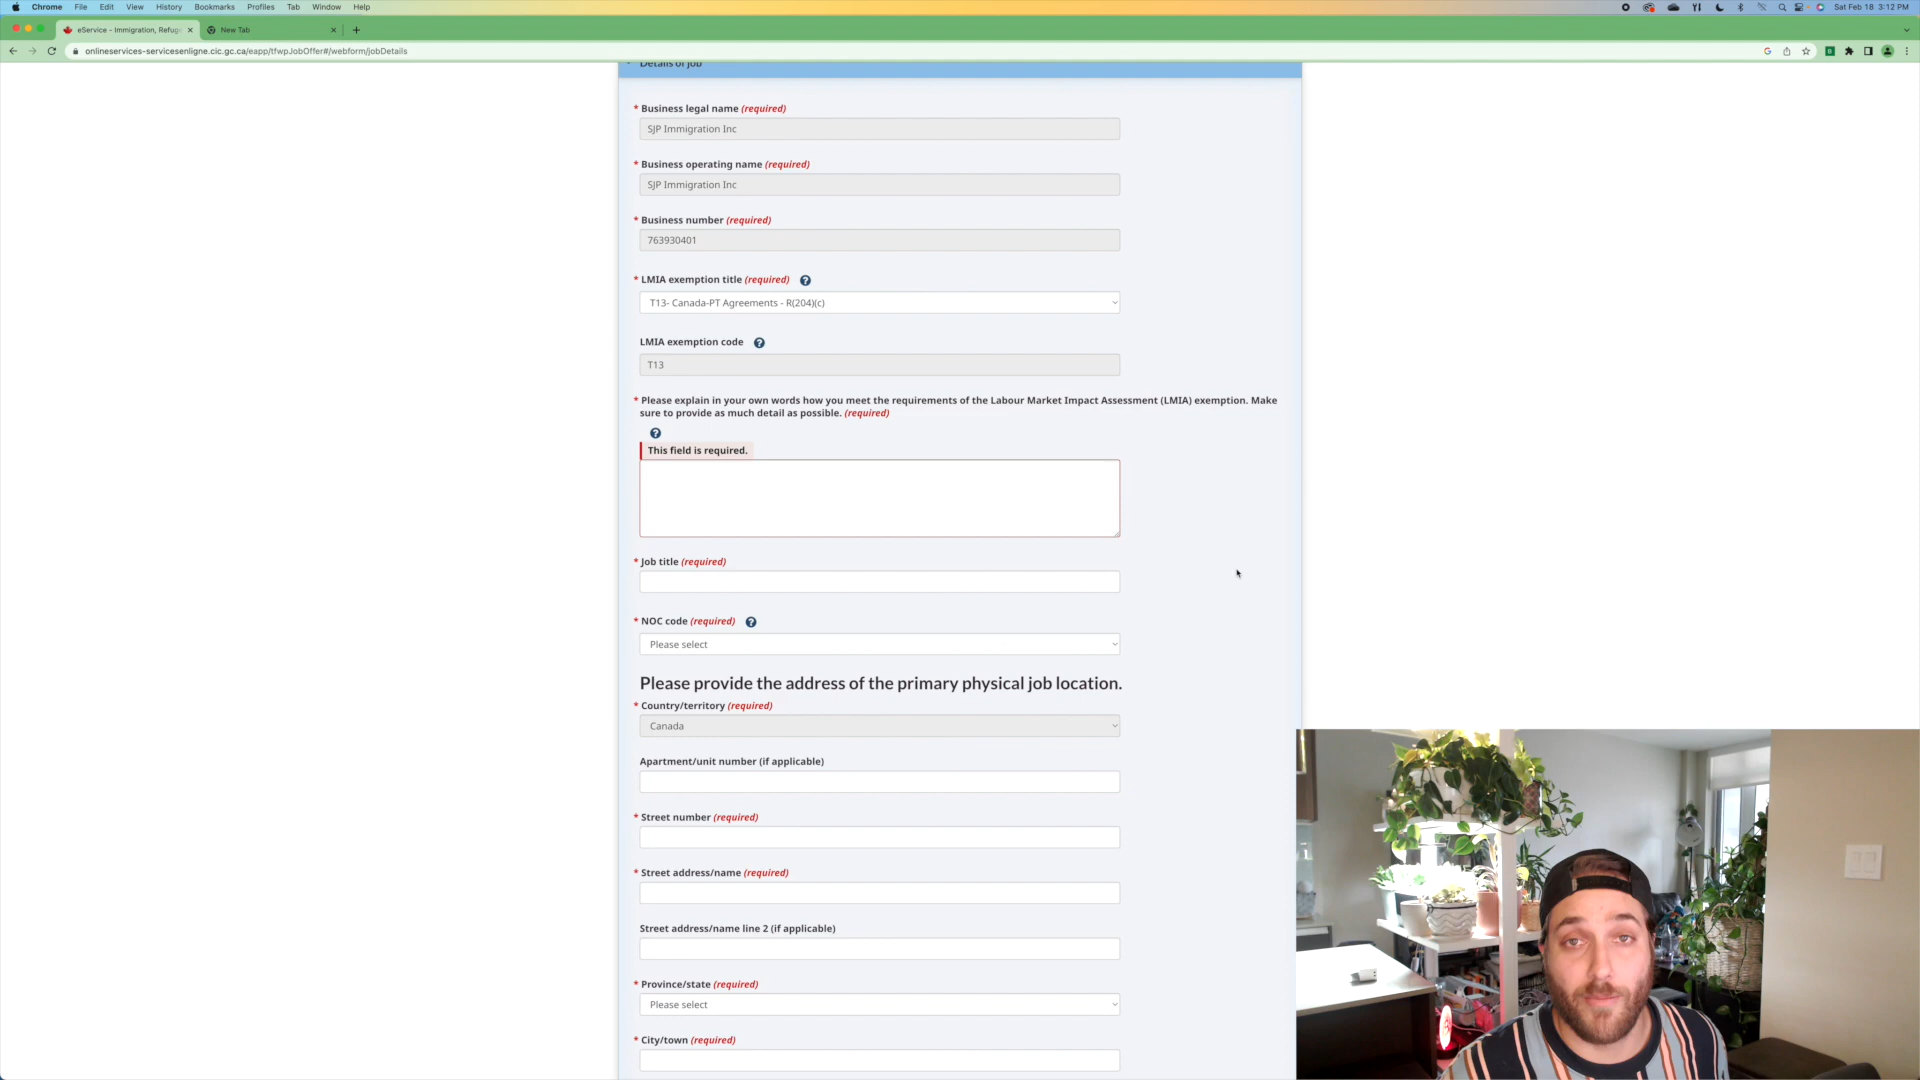 Chrome File Edit View History Bookmarks Profiles Tab Window Help
Sat Feb 18 3:12 PM
eService - Immigration, Refug
New Tab
onlineservices-servicesenligne.cic.gc.ca/eapp/tfwpJobOffer#/webform/jobDetails
Details of job
* Business legal name (required)
SJP Immigration Inc
* Business operating name (required)
SJP Immigration Inc
* Business number (required)
763930401
* LMIA exemption title (required) ?
T13- Canada-PT Agreements - R(204)(c)
LMIA exemption code ?
T13
* Please explain in your own words how you meet the requirements of the Labour Market Impact Assessment (LMIA) exemption. Make
sure to provide as much detail as possible. (required)
?
This field is required.
* Job title (required)
* NOC code (required) ?
Please select
Please provide the address of the primary physical job location.
* Country/territory (required)
Canada
Apartment/unit number (if applicable)
* Street number (required)
* Street address/name (required)
Street address/name line 2 (if applicable)
* Province/state (required)
Please select
* City/town (required)